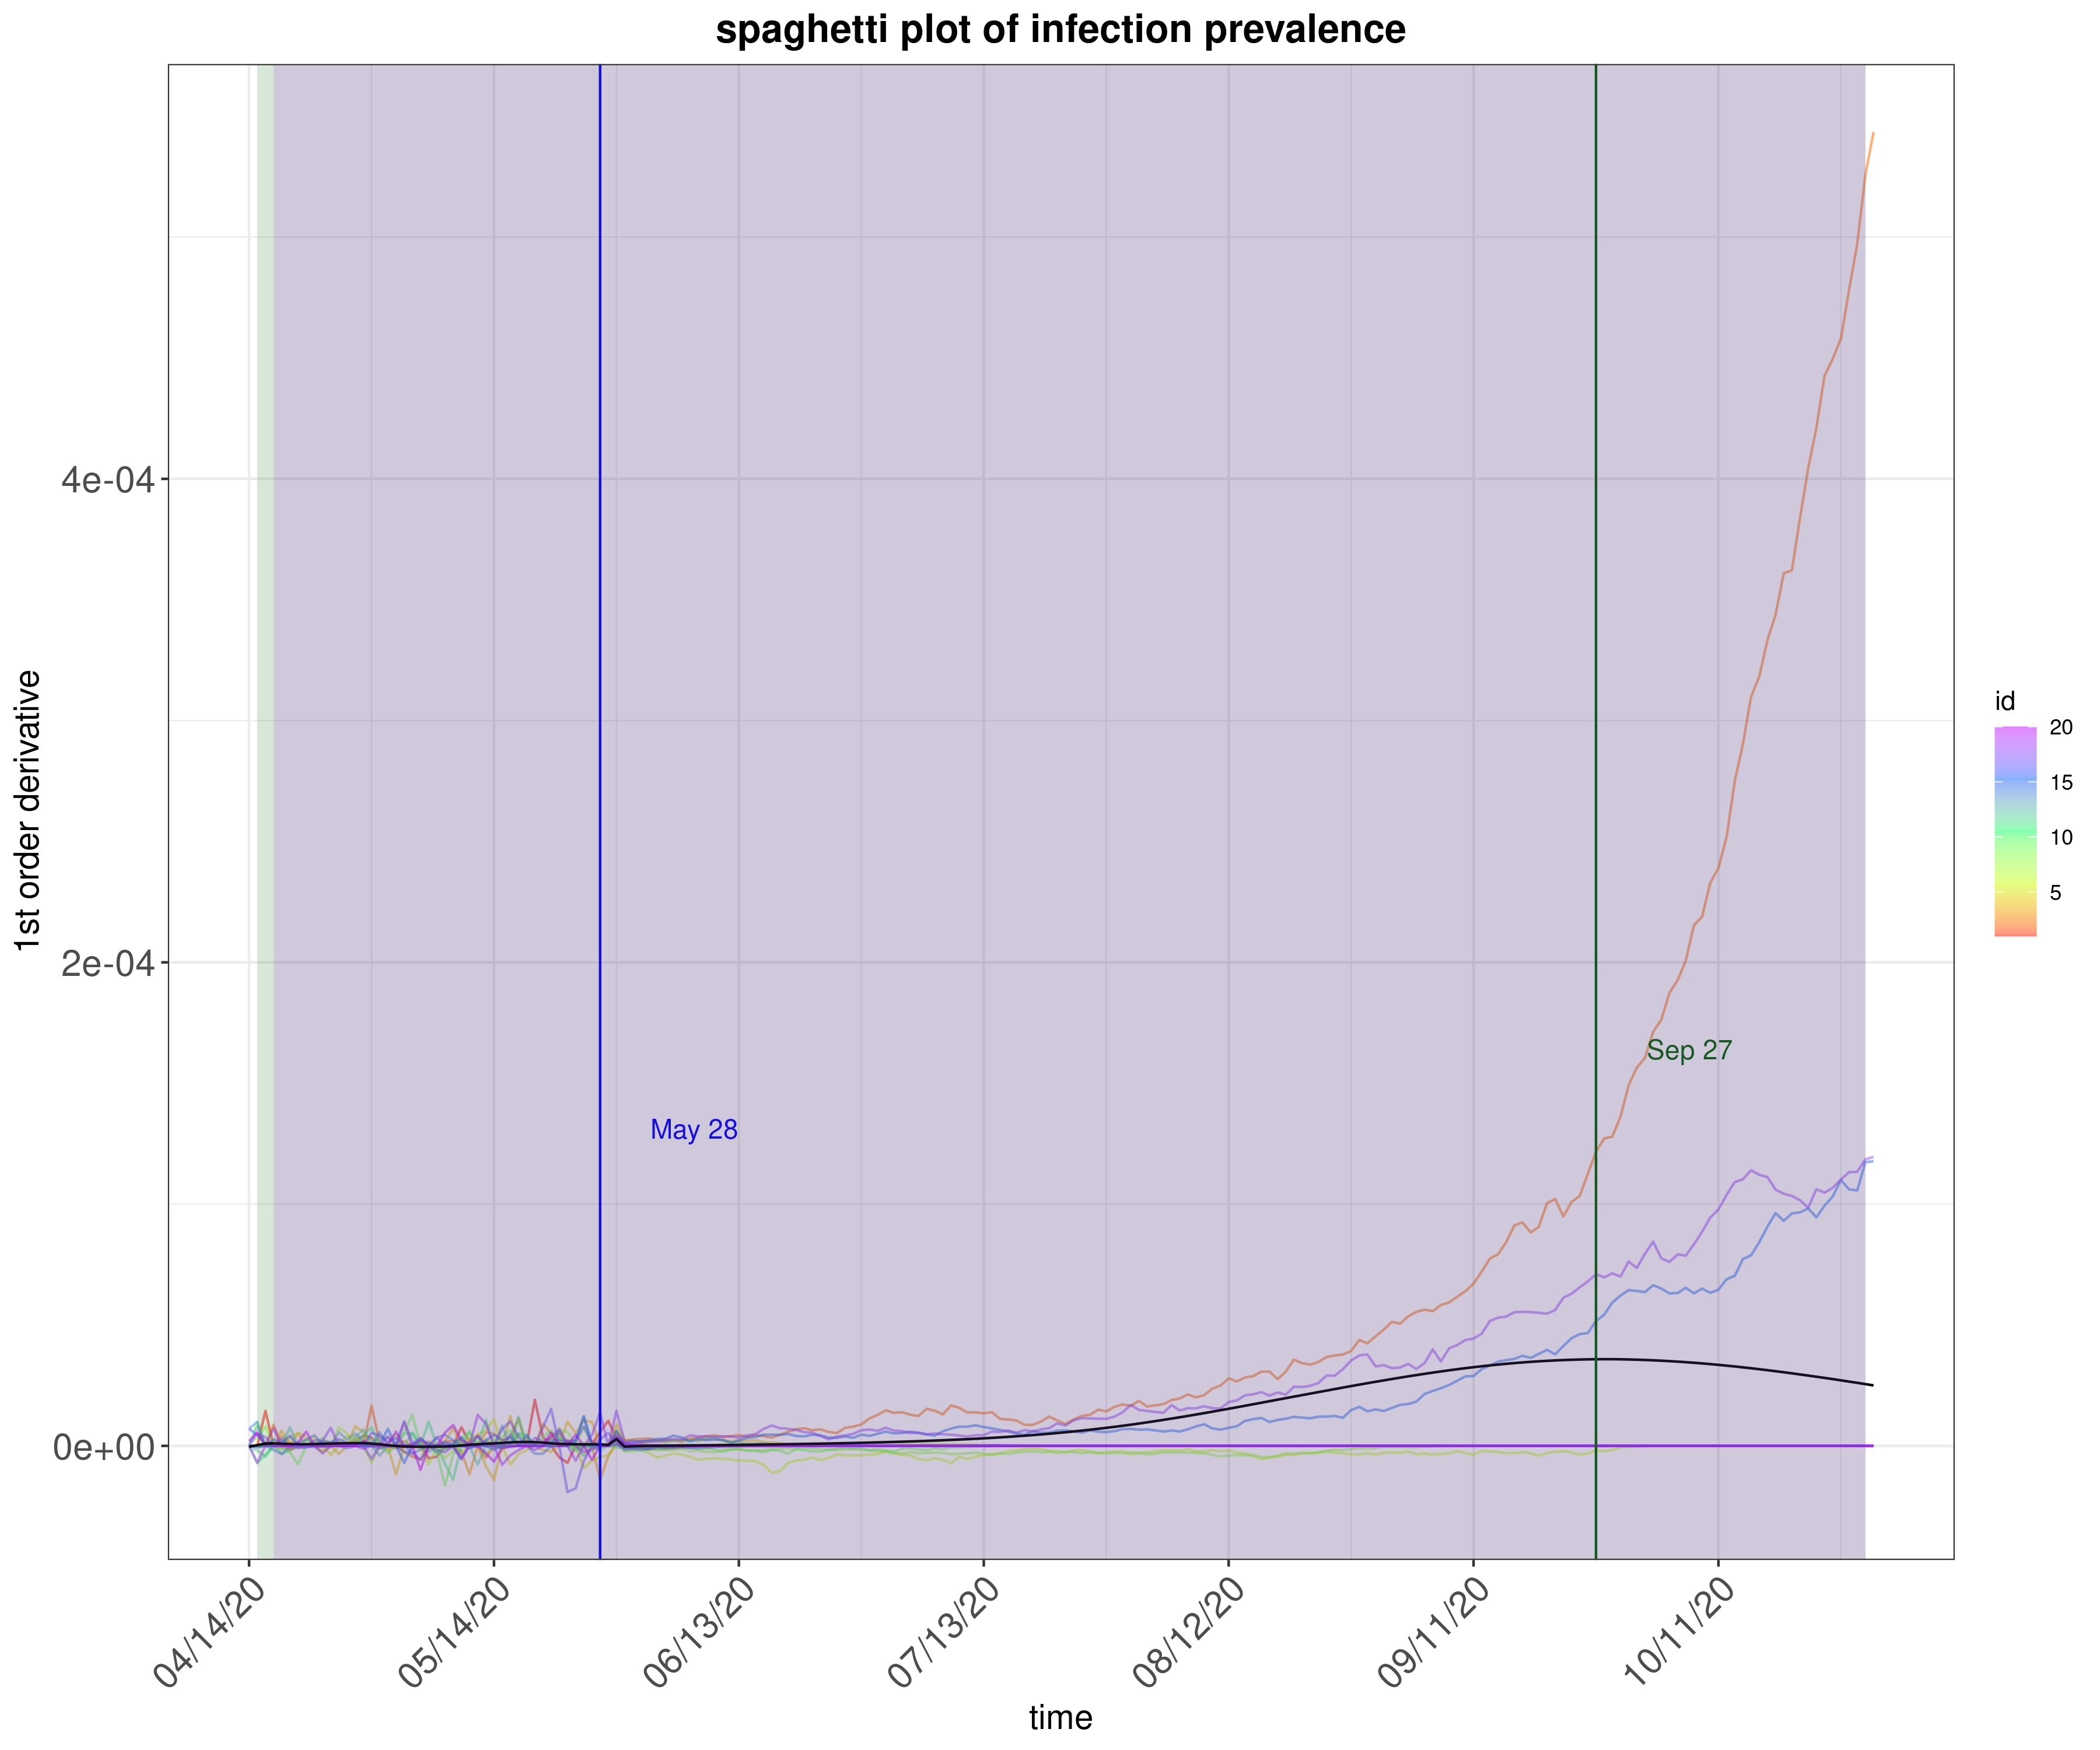 spaghetti plot of infection prevalence
1st order derivative
4e-04
2e-04
0e+00
May 28
Sep 27
id
20
15
10
5
04/14/20
05/14/20
06/13/20
07/13/20
08/12/20
09/11/20
10/11/20
time